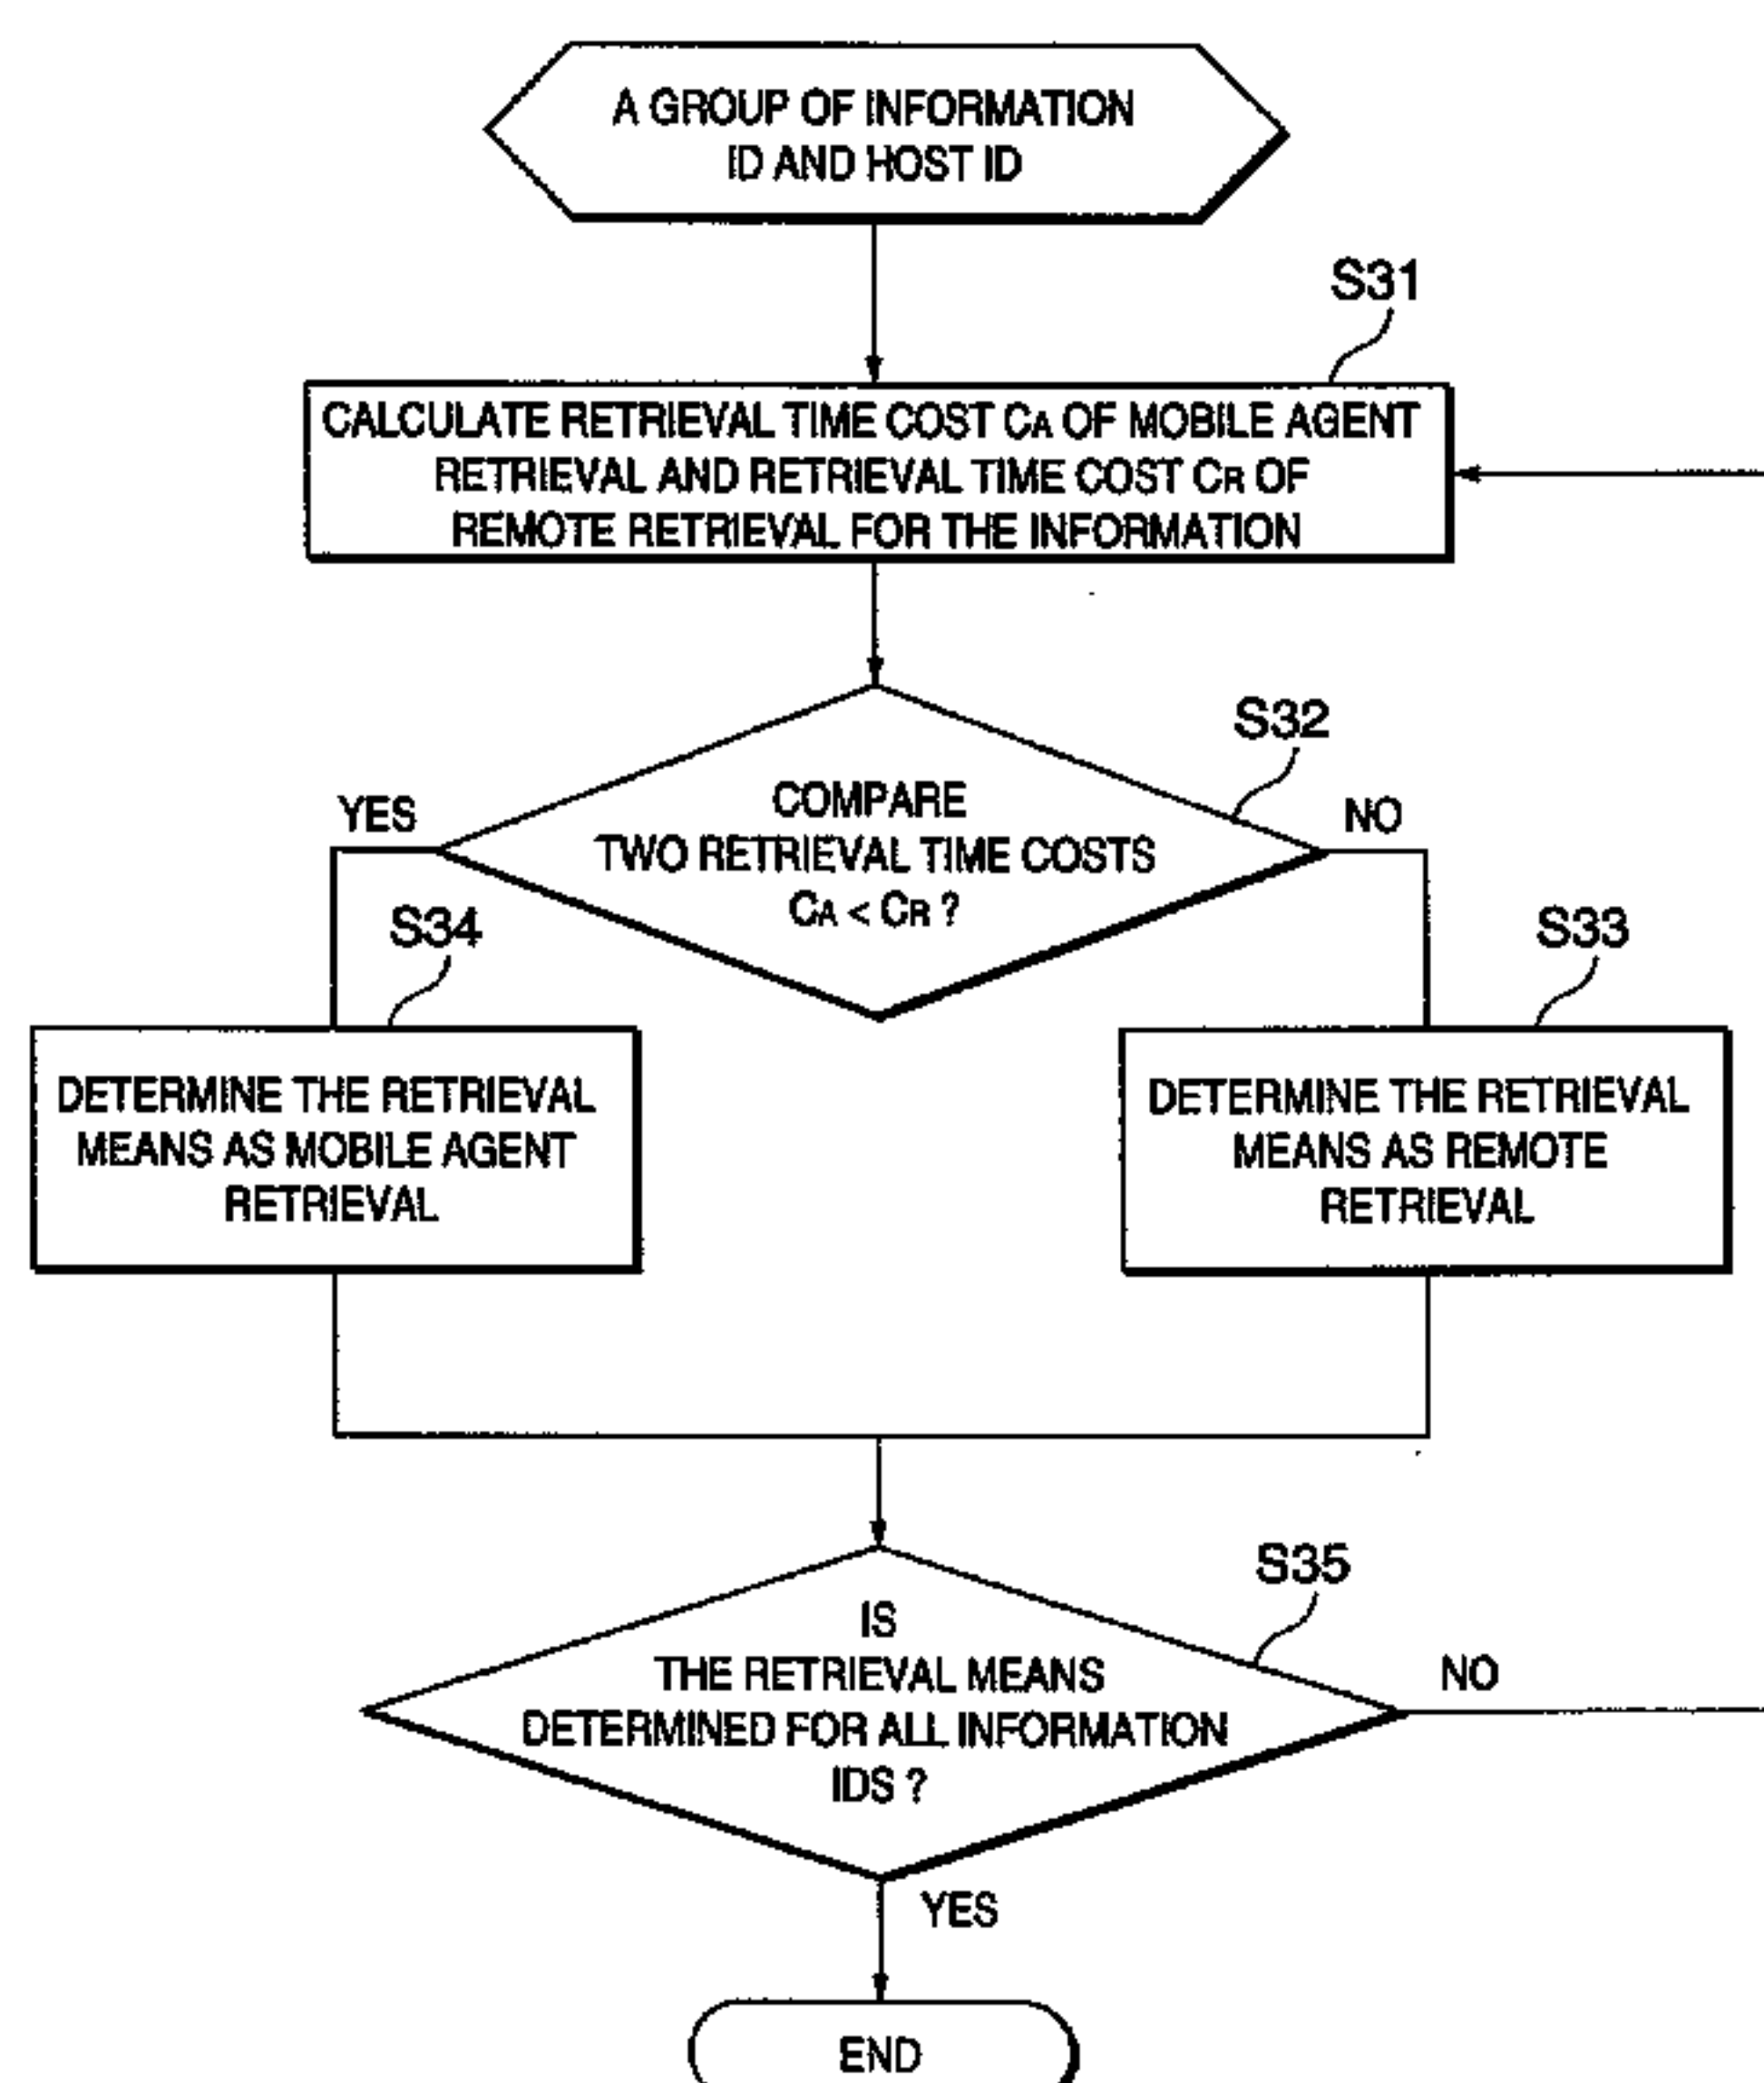 A GROUP OF INFORMATION
ID AND HOST ID
S31
CALCULATE RETRIEVAL TIME COST CA OF MOBILE AGENT
RETRIEVAL AND RETRIEVAL TIME COST CR OF
REMOTE RETRIEVAL FOR THE INFORMATION
S32
COMPARE
TWO RETRIEVAL TIME COSTS
CA < CR ?
YES
NO
S34
S33
DETERMINE THE RETRIEVAL
MEANS AS MOBILE AGENT
RETRIEVAL
DETERMINE THE RETRIEVAL
MEANS AS REMOTE
RETRIEVAL
S35
IS
THE RETRIEVAL MEANS
DETERMINED FOR ALL INFORMATION
IDS ?
NO
YES
END